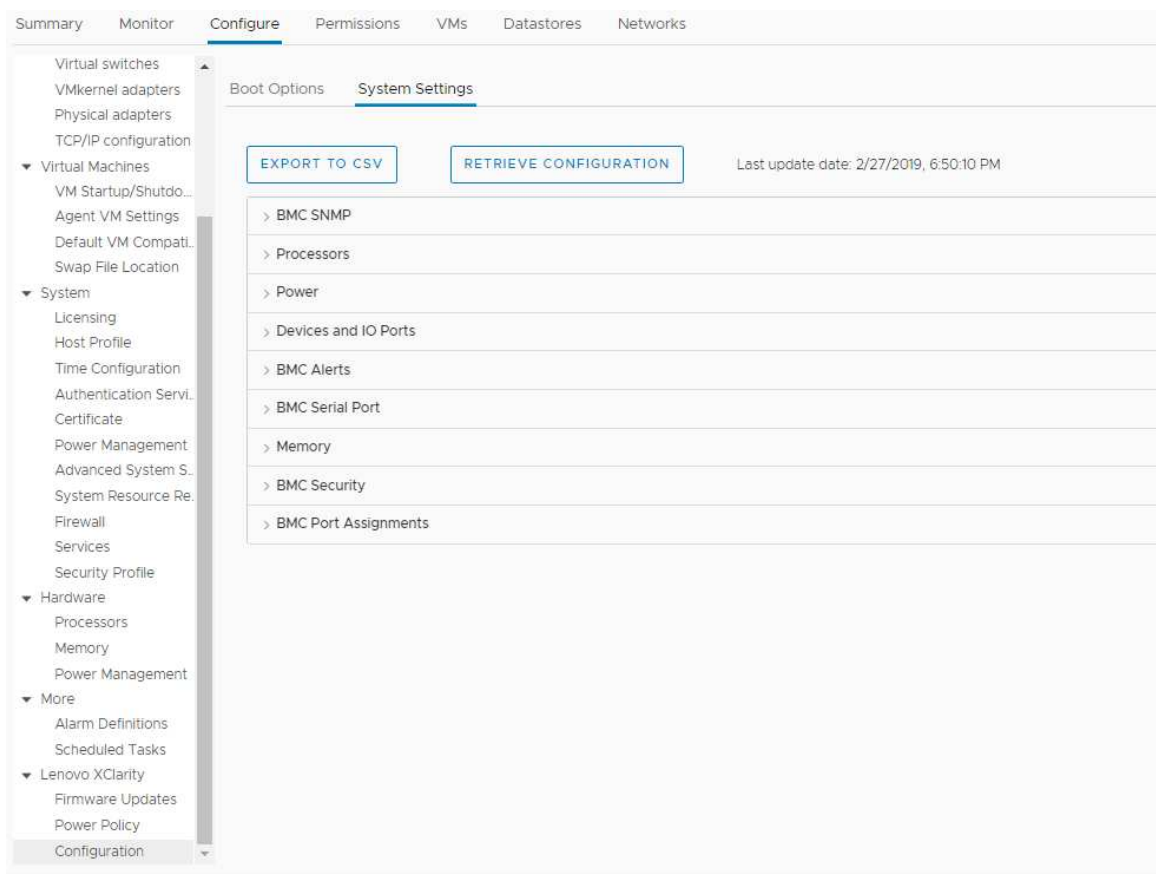 Summary Monitor Configure Permissions VMs Datastores Networks
Virtual switches
VMkernel adapters
Physical adapters
TCP/IP configuration
Virtual Machines
VM Startup/Shutdo...
Agent VM Settings
Default VM Compati...
Swap File Location
System
Licensing
Host Profile
Time Configuration
Authentication Servi...
Certificate
Power Management
Advanced System S...
System Resource Re...
Firewall
Services
Security Profile
Hardware
Processors
Memory
Power Management
More
Alarm Definitions
Scheduled Tasks
Lenovo XClarity
Firmware Updates
Power Policy
Configuration
Boot Options System Settings
EXPORT TO CSV RETRIEVE CONFIGURATION Last update date: 2/27/2019, 6:50:10 PM
BMC SNMP
Processors
Power
Devices and IO Ports
BMC Alerts
BMC Serial Port
Memory
BMC Security
BMC Port Assignments